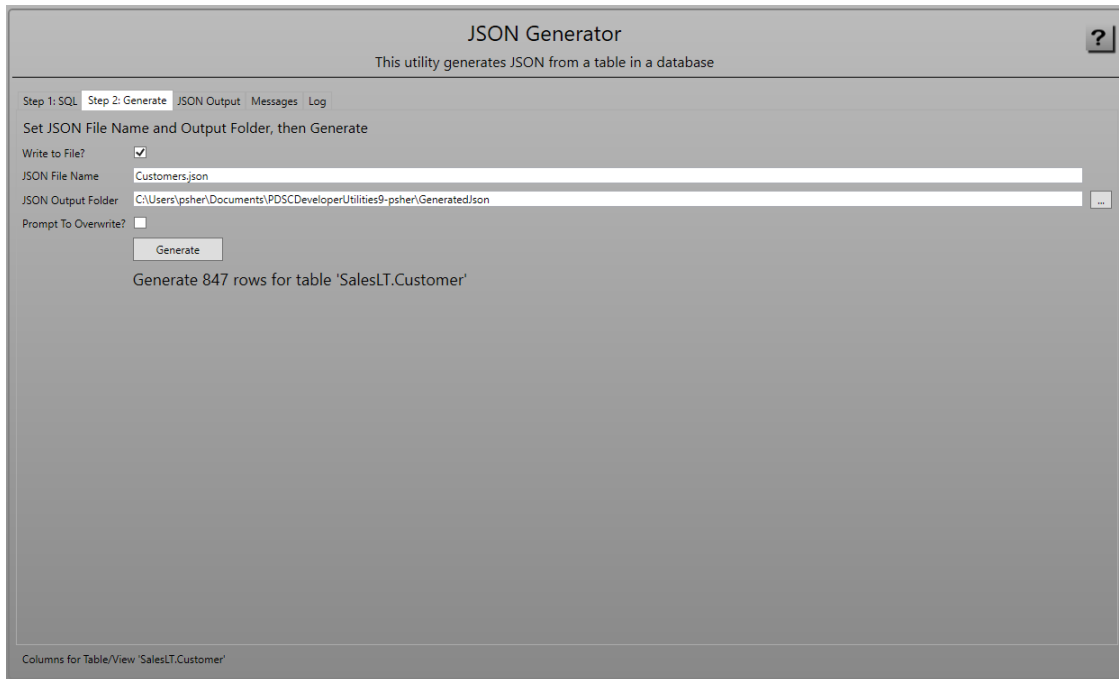 JSON Generator
?
This utility generates JSON from a table in a database
Step 1: SQL Step 2: Generate JSON Output Messages Log
Set JSON File Name and Output Folder, then Generate
Write to File?
JSON File Name Customers.json
JSON Output Folder C:\Users\psher\Documents\PDSCDeveloperUtilities9-psher\GeneratedJson ...
Prompt To Overwrite?
Generate
Generate 847 rows for table 'SalesLT.Customer'
Columns for Table/View 'SalesLT.Customer'